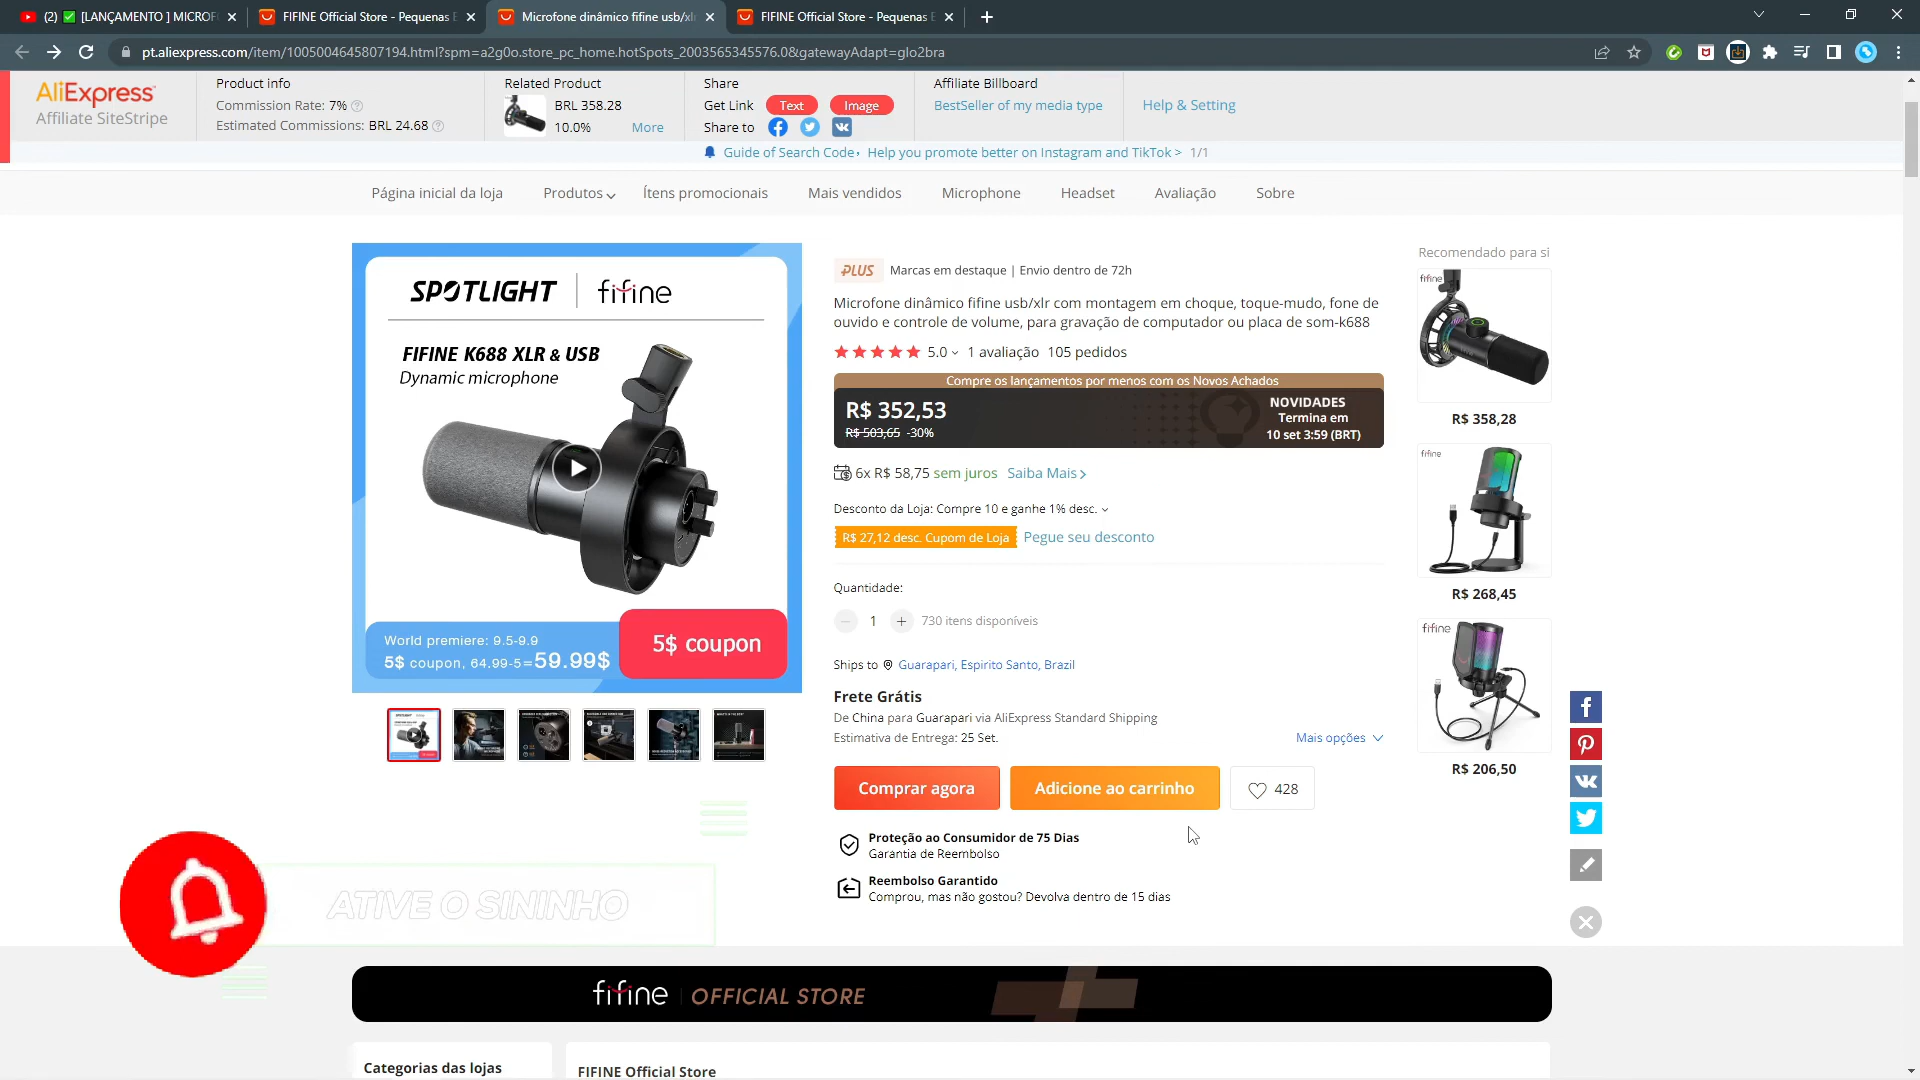 (2) ✅ [LANÇAMENTO ] MICROF
FIFINE Official Store - Pequenas E
Microfone dinâmico fifine usb/xlr
FIFINE Official Store - Pequenas E
pt.aliexpress.com/item/1005004645807194.html?spm=a2g0o.store_pc_home.hotSpots_2003565345576.0&gatewayAdapt=glo2bra
AliExpress
Affiliate SiteStripe
Product info
Commission Rate: 7%
Estimated Commissions: BRL 24.68
Related Product
BRL 358.28
10.0%
More
Share
Get Link Text Image
Share to
Affiliate Billboard
BestSeller of my media type
Help & Setting
Guide of Search Code, Help you promote better on Instagram and TikTok > 1/1
Página inicial da loja
Produtos
Ítens promocionais
Mais vendidos
Microphone
Headset
Avaliação
Sobre
SPOTLIGHT
fifine
FIFINE K688 XLR & USB
Dynamic microphone
World premiere: 9.5-9.9
5$ coupon, 64.99-5=59.99$
5$ coupon
PLUS Marcas em destaque | Envio dentro de 72h
Microfone dinâmico fifine usb/xlr com montagem em choque, toque-mudo, fone de
ouvido e controle de volume, para gravação de computador ou placa de som-k688
5.0 1 avaliação 105 pedidos
Compre os lançamentos por menos com os Novos Achados
R$ 352,53
R$ 503,65 -30%
NOVIDADES
Termina em
10 set 3:59 (BRT)
6x R$ 58,75 sem juros Saiba Mais
Desconto da Loja: Compre 10 e ganhe 1% desc.
R$ 27,12 desc. Cupom de Loja Pegue seu desconto
Quantidade:
1 730 itens disponíveis
Ships to Guarapari, Espirito Santo, Brazil
Frete Grátis
De China para Guarapari via AliExpress Standard Shipping
Estimativa de Entrega: 25 Set.
Mais opções
Comprar agora
Adicione ao carrinho
428
Proteção ao Consumidor de 75 Dias
Garantia de Reembolso
Reembolso Garantido
Comprou, mas não gostou? Devolva dentro de 15 dias
Recomendado para si
fifine
R$ 358,28
fifine
R$ 268,45
fifine
R$ 206,50
ATIVE O SININHO
fifine OFFICIAL STORE
Categorias das lojas
FIFINE Official Store